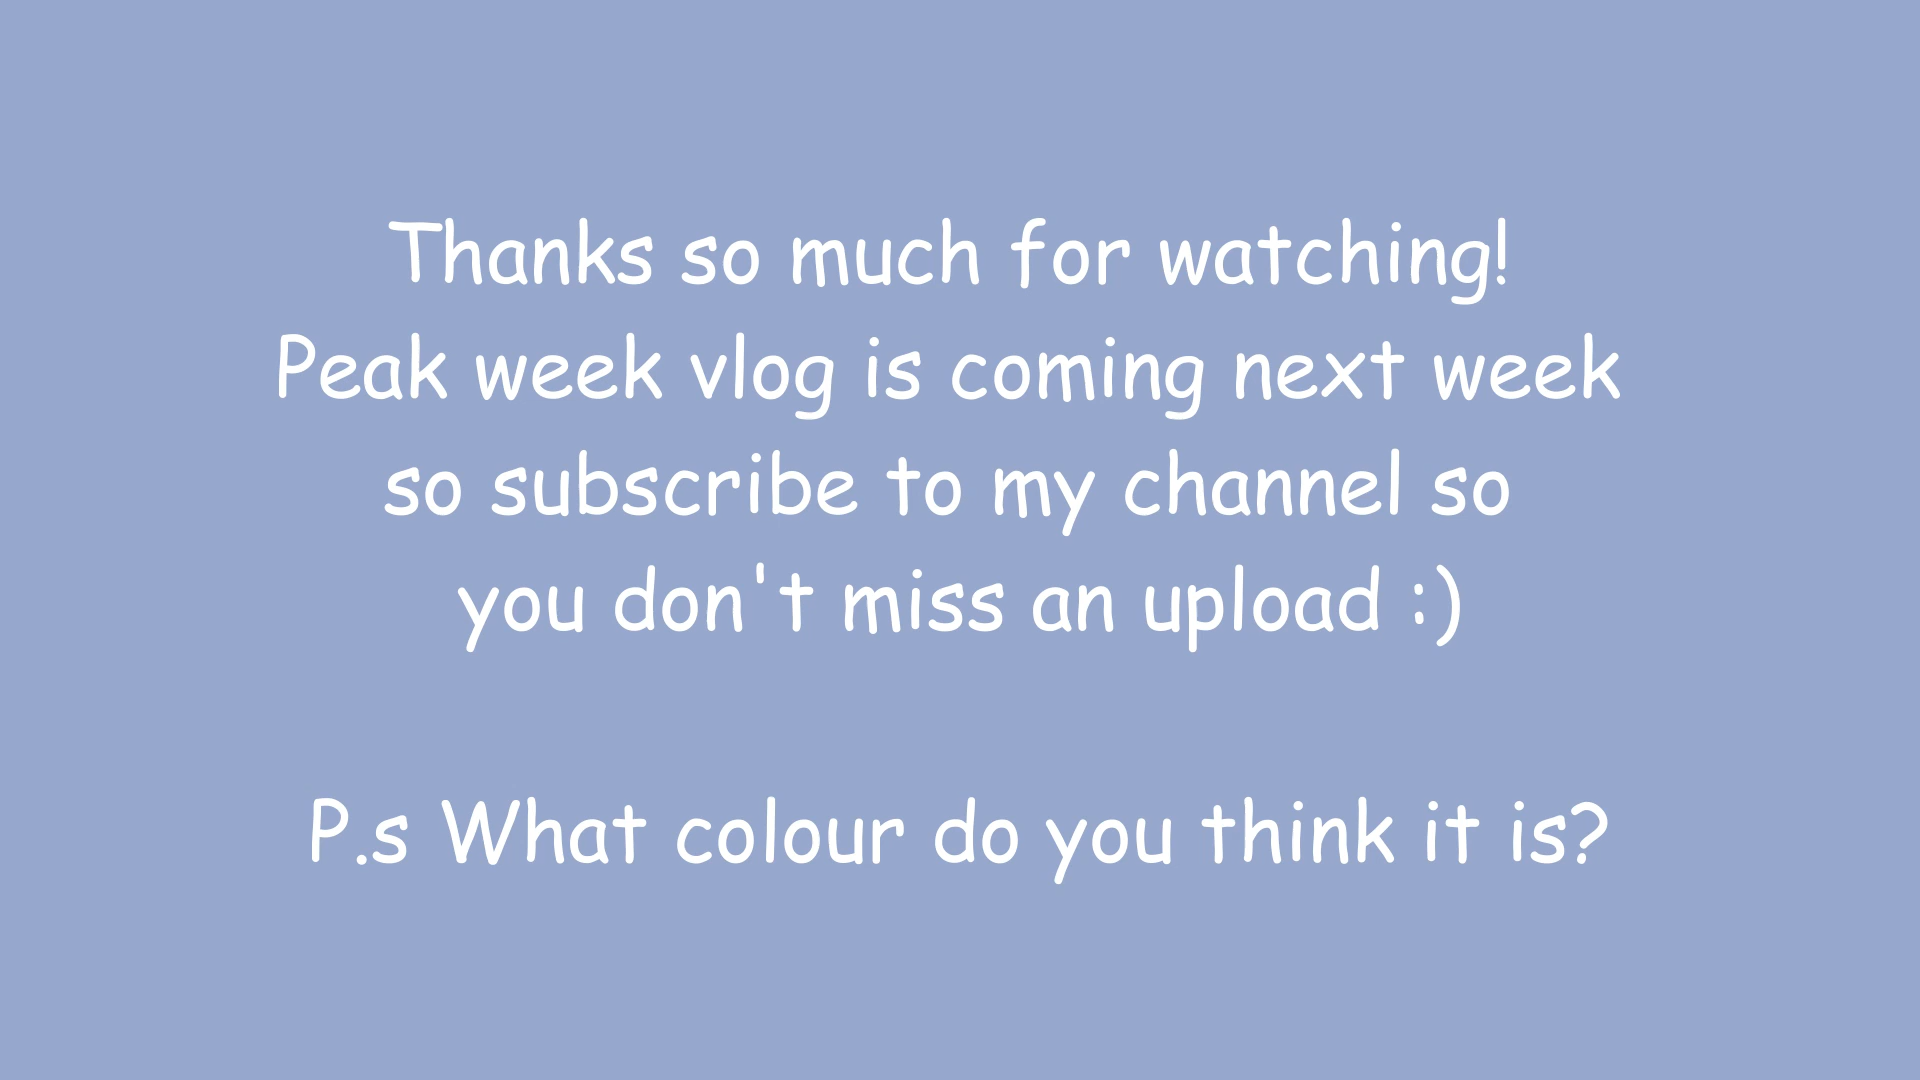 Thanks so much for watching!
Peak week vlog is coming next week
so subscribe to my channel so
you don't miss an upload :)
P.s What colour do you think it is?